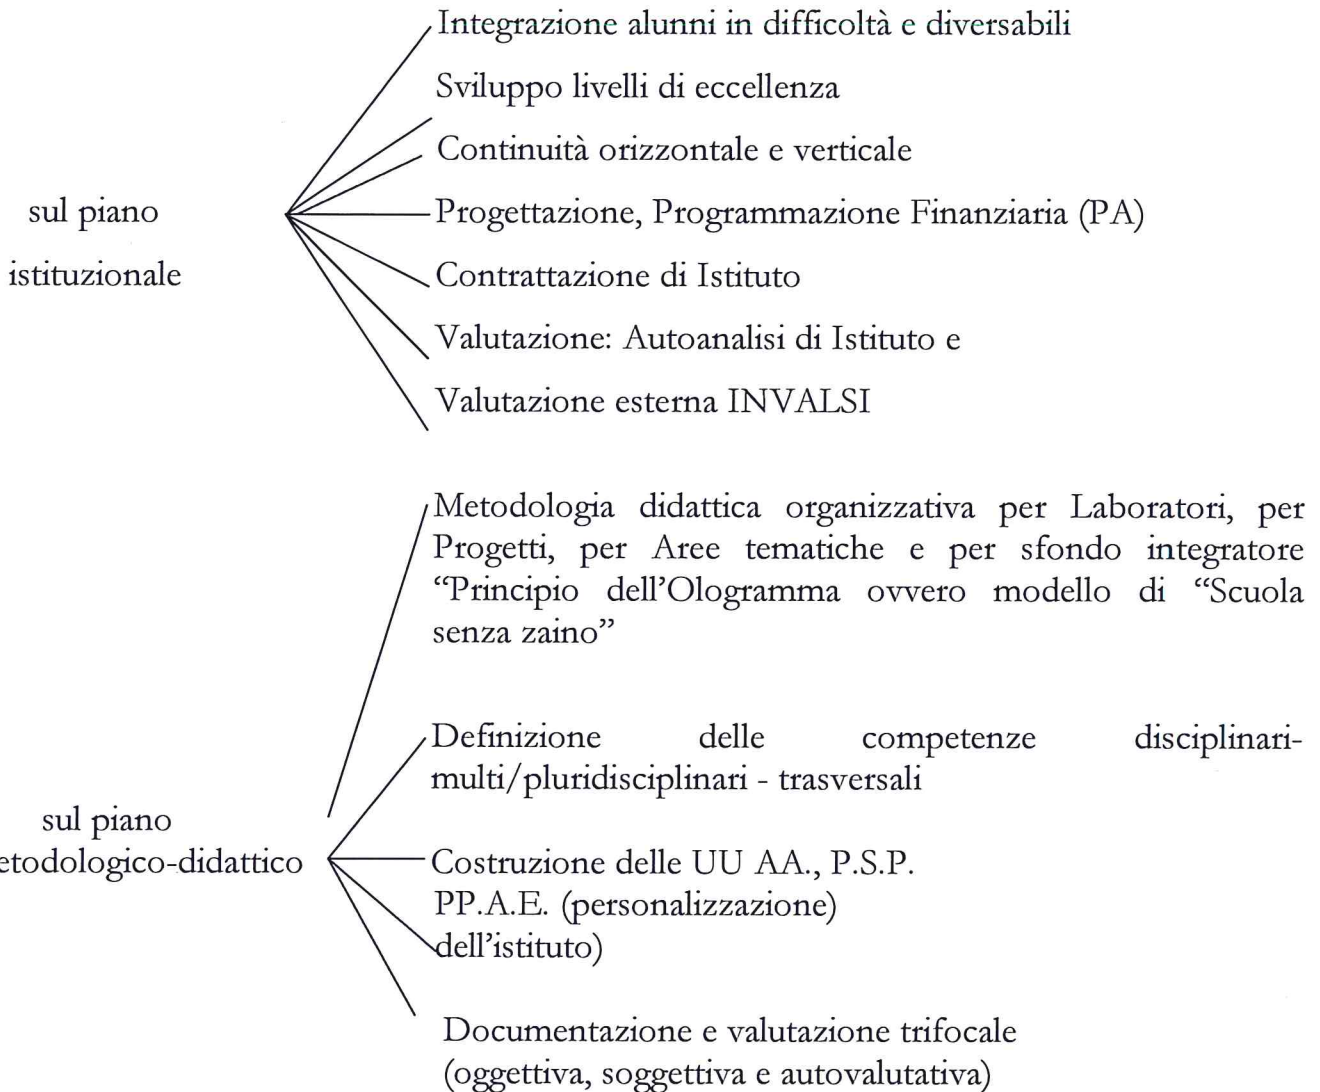 Integrazione alunni in difficoltà e diversabili
Sviluppo livelli di eccellenza
Continuità orizzontale e verticale
sul piano
istituzionale
Progettazione, Programmazione Finanziaria (PA)
Contrattazione di Istituto
Valutazione: Autoanalisi di Istituto e
Valutazione esterna INVALSI
Metodologia didattica organizzativa per Laboratori, per
Progetti, per Aree tematiche e per sfondo integratore
“Principio dell’Ologramma ovvero modello di “Scuola
senza zaino”
Definizione delle competenze disciplinari-
multi/pluridisciplinari - trasversali
sul piano
etodologico-didattico
Costruzione delle UU AA., P.S.P.
PP.A.E. (personalizzazione)
dell’istituto)
Documentazione e valutazione trifocale
(oggettiva, soggettiva e autovalutativa)